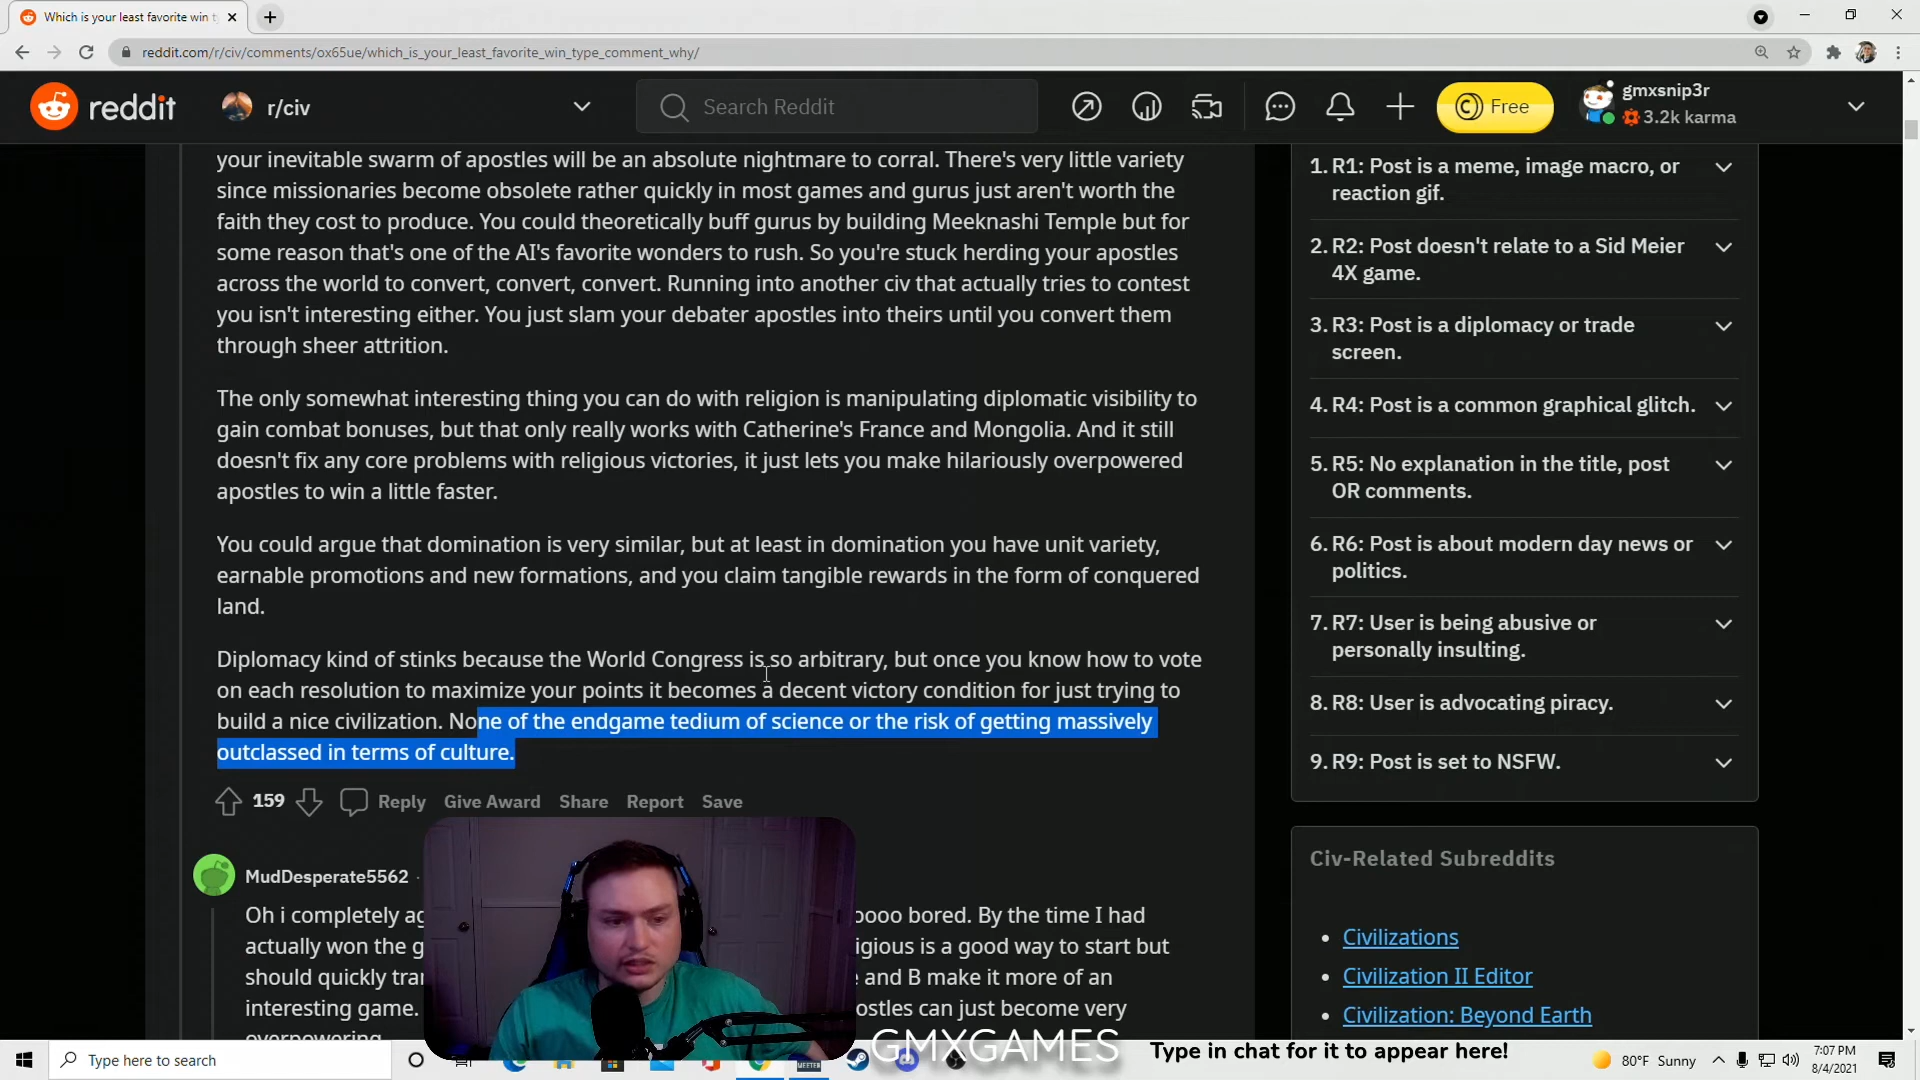 Which is your least favorite win t
reddit.com/r/civ/comments/ox65ue/which_is_your_least_favorite_win_type_comment_why/
reddit
r/civ
Search Reddit
Free
gmxsnip3r
3.2k karma
your inevitable swarm of apostles will be an absolute nightmare to corral. There's very little variety
since missionaries become obsolete rather quickly in most games and gurus just aren't worth the
faith they cost to produce. You could theoretically buff gurus by building Meeknashi Temple but for
some reason that's one of the AI's favorite wonders to rush. So you're stuck herding your apostles
across the world to convert, convert, convert. Running into another civ that actually tries to contest
you isn't interesting either. You just slam your debater apostles into theirs until you convert them
through sheer attrition.
The only somewhat interesting thing you can do with religion is manipulating diplomatic visibility to
gain combat bonuses, but that only really works with Catherine's France and Mongolia. And it still
doesn't fix any core problems with religious victories, it just lets you make hilariously overpowered
apostles to win a little faster.
You could argue that domination is very similar, but at least in domination you have unit variety,
earnable promotions and new formations, and you claim tangible rewards in the form of conquered
land.
Diplomacy kind of stinks because the World Congress is so arbitrary, but once you know how to vote
on each resolution to maximize your points it becomes a decent victory condition for just trying to
build a nice civilization. None of the endgame tedium of science or the risk of getting massively
outclassed in terms of culture.
159 Reply Give Award Share Report Save
MudDesperate5562 ·
Oh i completely ag oooo bored. By the time I had
actually won the g igious is a good way to start but
should quickly tra e and B make it more of an
interesting game. ostles can just become very
overpowering
1. R1: Post is a meme, image macro, or
reaction gif.
2. R2: Post doesn't relate to a Sid Meier
4X game.
3. R3: Post is a diplomacy or trade
screen.
4. R4: Post is a common graphical glitch.
5. R5: No explanation in the title, post
OR comments.
6. R6: Post is about modern day news or
politics.
7. R7: User is being abusive or
personally insulting.
8. R8: User is advocating piracy.
9. R9: Post is set to NSFW.
Civ-Related Subreddits
• Civilizations
• Civilization II Editor
• Civilization: Beyond Earth
GMXGAMES
Type in chat for it to appear here!
Type here to search
80°F Sunny
7:07 PM
8/4/2021